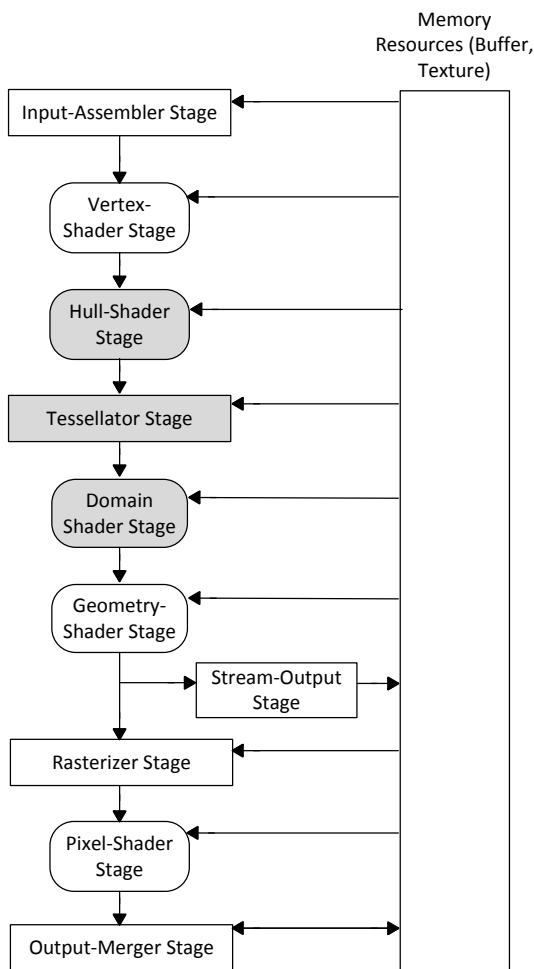 Memory
Resources (Buffer,
Texture)
Input-Assembler Stage
Vertex-
Shader Stage
Hull-Shader
Stage
Tessellator Stage
Domain
Shader Stage
Geometry-
Shader Stage
Stream-Output
Stage
Rasterizer Stage
Pixel-Shader
Stage
Output-Merger Stage